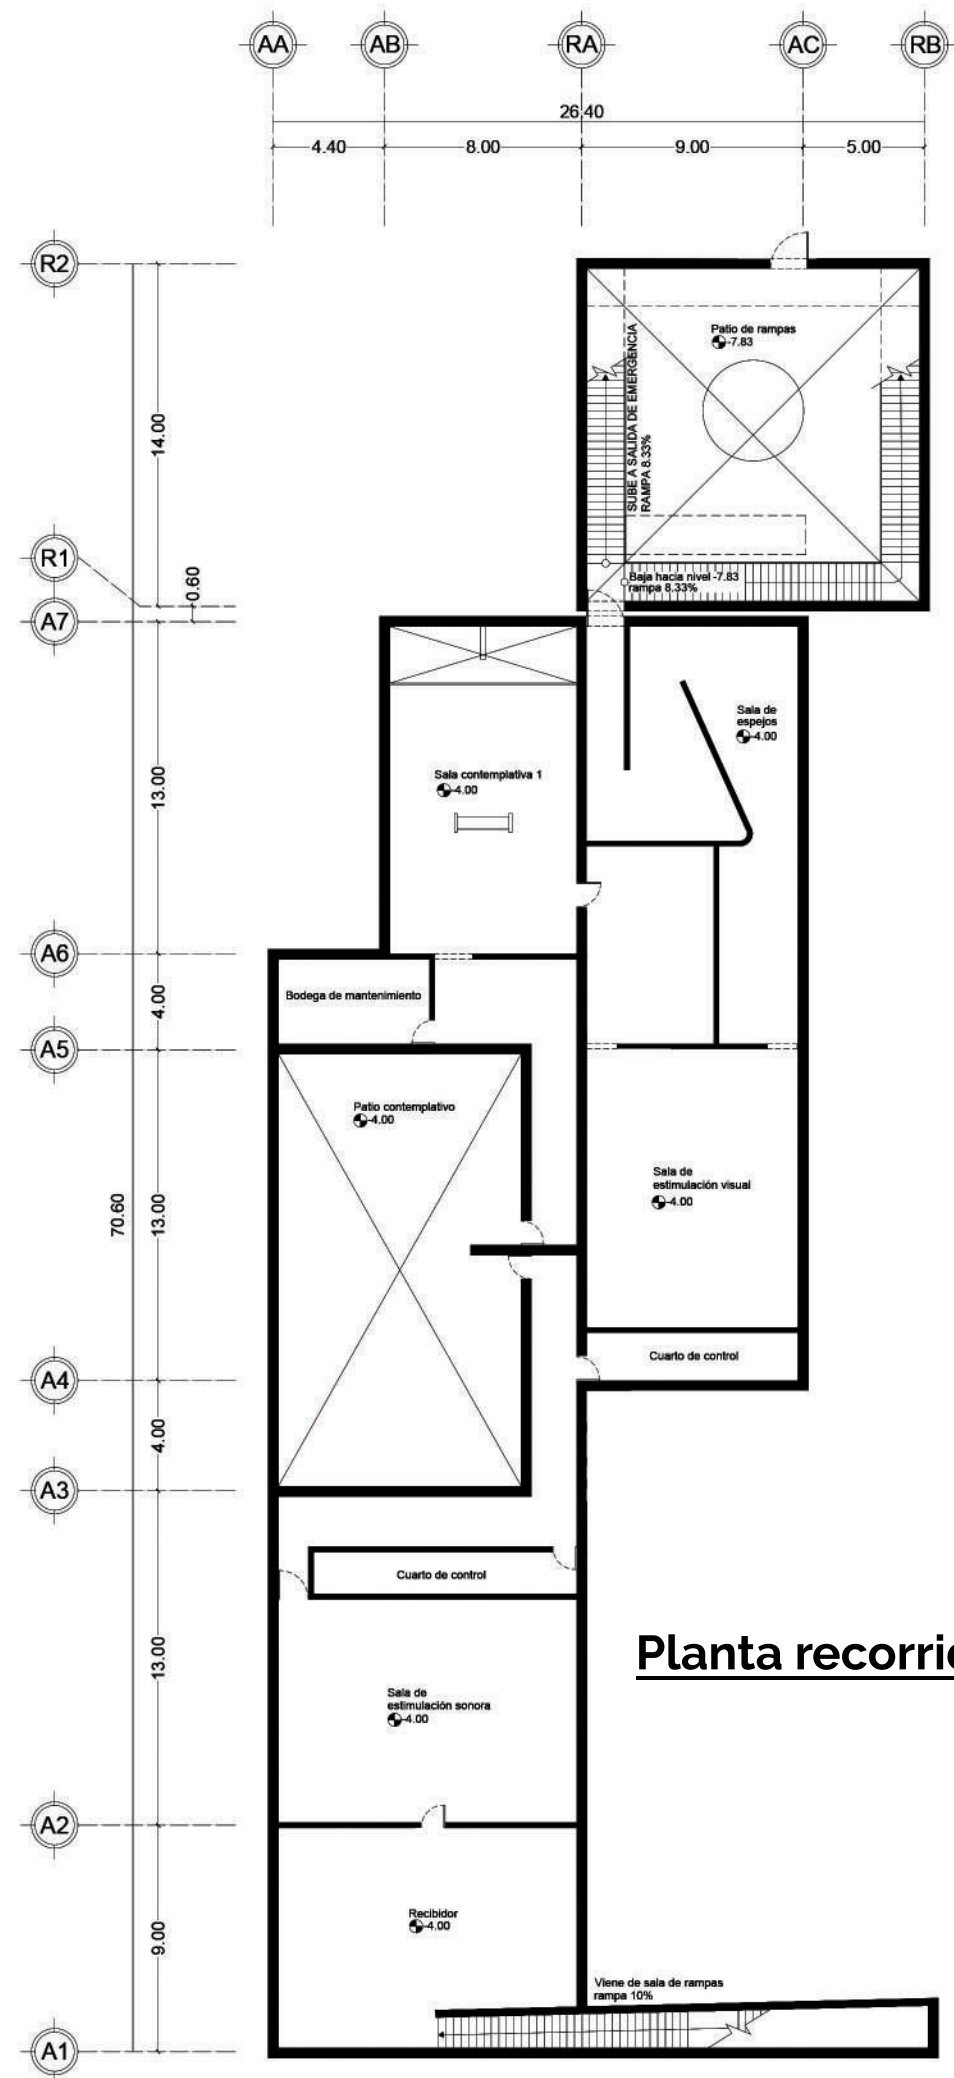 AA AB RA AC RB
26.40
4.40 8.00 9.00 5.00
R2
14.00
R1
0.60
A7
13.00
A6
4.00
A5
70.60
13.00
A4
4.00
A3
13.00
A2
9.00
A1
Patio de rampas
-7.83
SUBE A SALIDA DE EMERGENCIA
RAMPA 8.33%
Baja hacia nivel -7.83
rampa 8.33%
Sala de
espejos
-4.00
Sala contemplativa 1
-4.00
Bodega de mantenimiento
Patio contemplativo
-4.00
Sala de
estimulación visual
-4.00
Cuarto de control
Cuarto de control
Planta recorri
Sala de
estimulación sonora
-4.00
Recibidor
-4.00
Viene de sala de rampas
rampa 10%